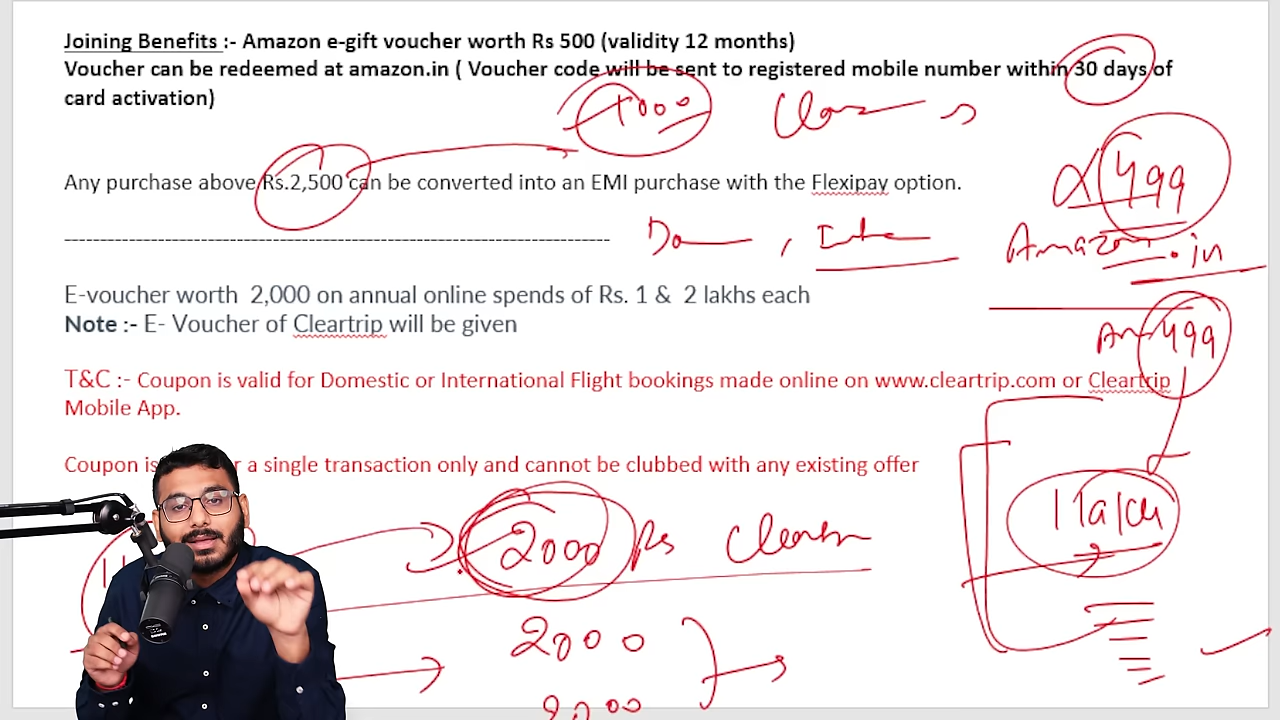 Joining Benefits :- Amazon e-gift voucher worth Rs 500 (validity 12 months)
Voucher can be redeemed at amazon.in ( Voucher code will be sent to registered mobile number within 30 days of
card activation)
1000
Any purchase above Rs.2,500 can be converted into an EMI purchase with the Flexipay option.
499
Amazon.in
E-voucher worth 2,000 on annual online spends of Rs. 1 & 2 lakhs each
Note :- E- Voucher of Cleartrip will be given
499
T&C :- Coupon is valid for Domestic or International Flight bookings made online on www.cleartrip.com or Cleartrip
Mobile App.
Coupon is a single transaction only and cannot be clubbed with any existing offer
1 lakh
2000 Rs
2000
2000